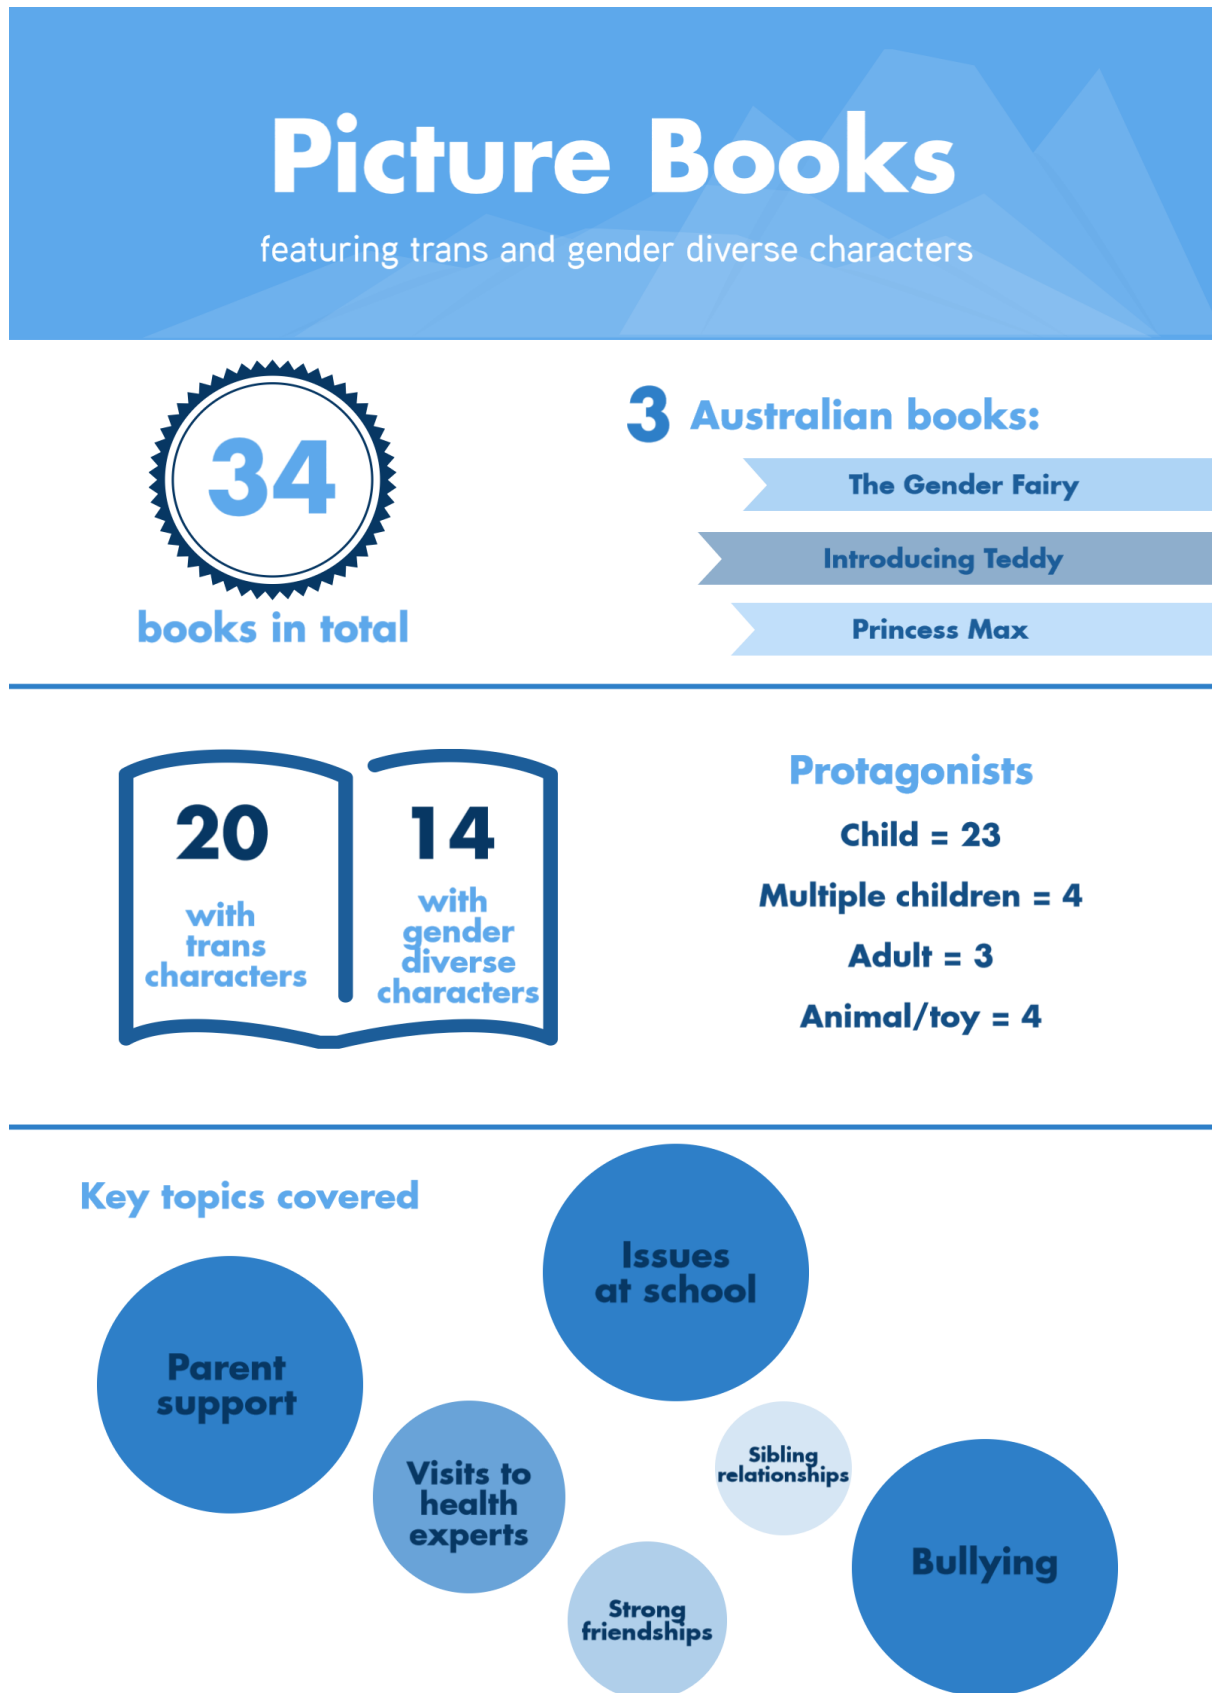 Picture Books
featuring trans and gender diverse characters
34
books in total
3 Australian books:
The Gender Fairy
Introducing Teddy
Princess Max
20
with
trans
characters
14
with
gender
diverse
characters
Protagonists
Child = 23
Multiple children = 4
Adult = 3
Animal/toy = 4
Key topics covered
Issues
at school
Parent
support
Visits to
health
experts
Sibling
relationships
Strong
friendships
Bullying